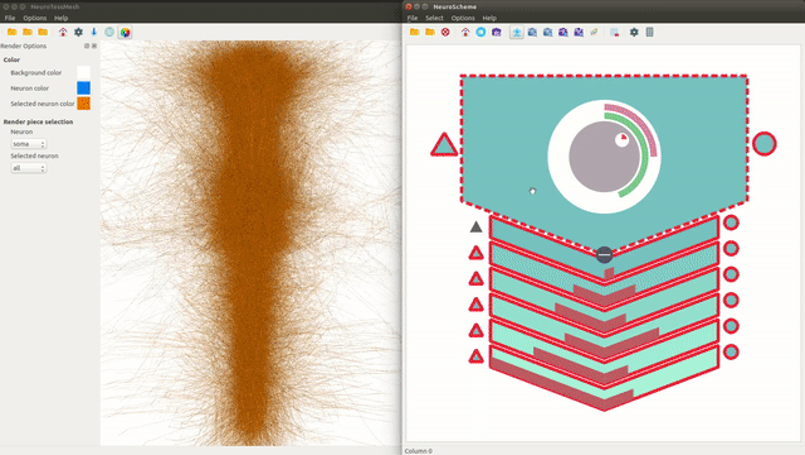 NeuroTessMesh
File Options Help
Render Options
Color
Background color
Neuron color
Selected neuron color
Render piece selection
Neuron
soma
Selected neuron
all
NeuroScheme
File Select Options Help
Column 0